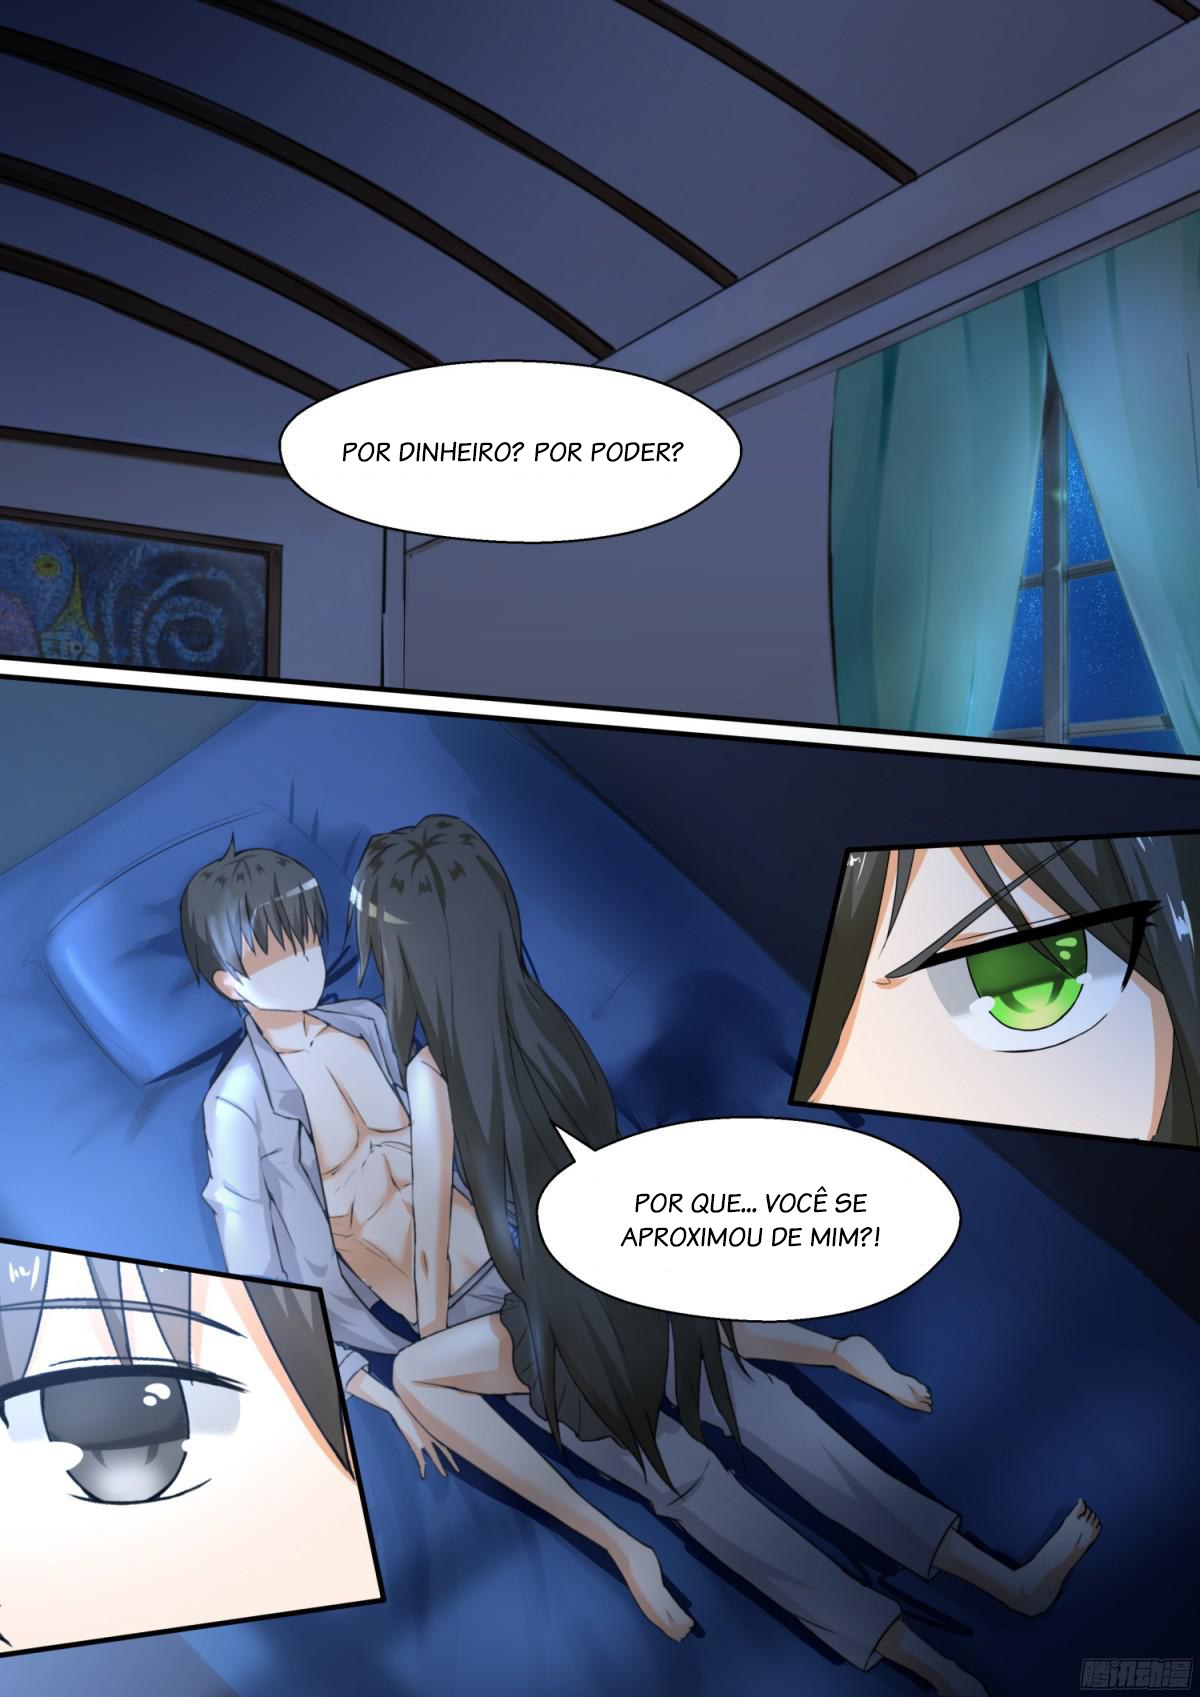 POR DINHEIRO? POR PODER?
POR QUE... VOCÊ SE
APROXIMOU DE MIM?!
腾讯动漫